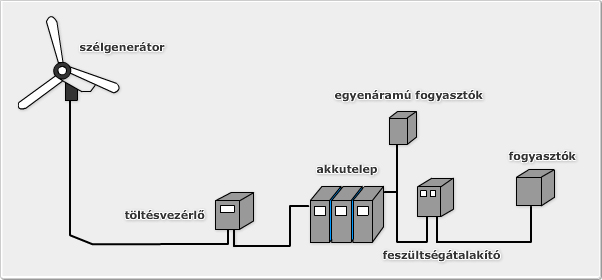 szélgenerátor
egyenáramú fogyasztók
akkutelep
fogyasztók
töltésvezérlő
feszültségátalakító